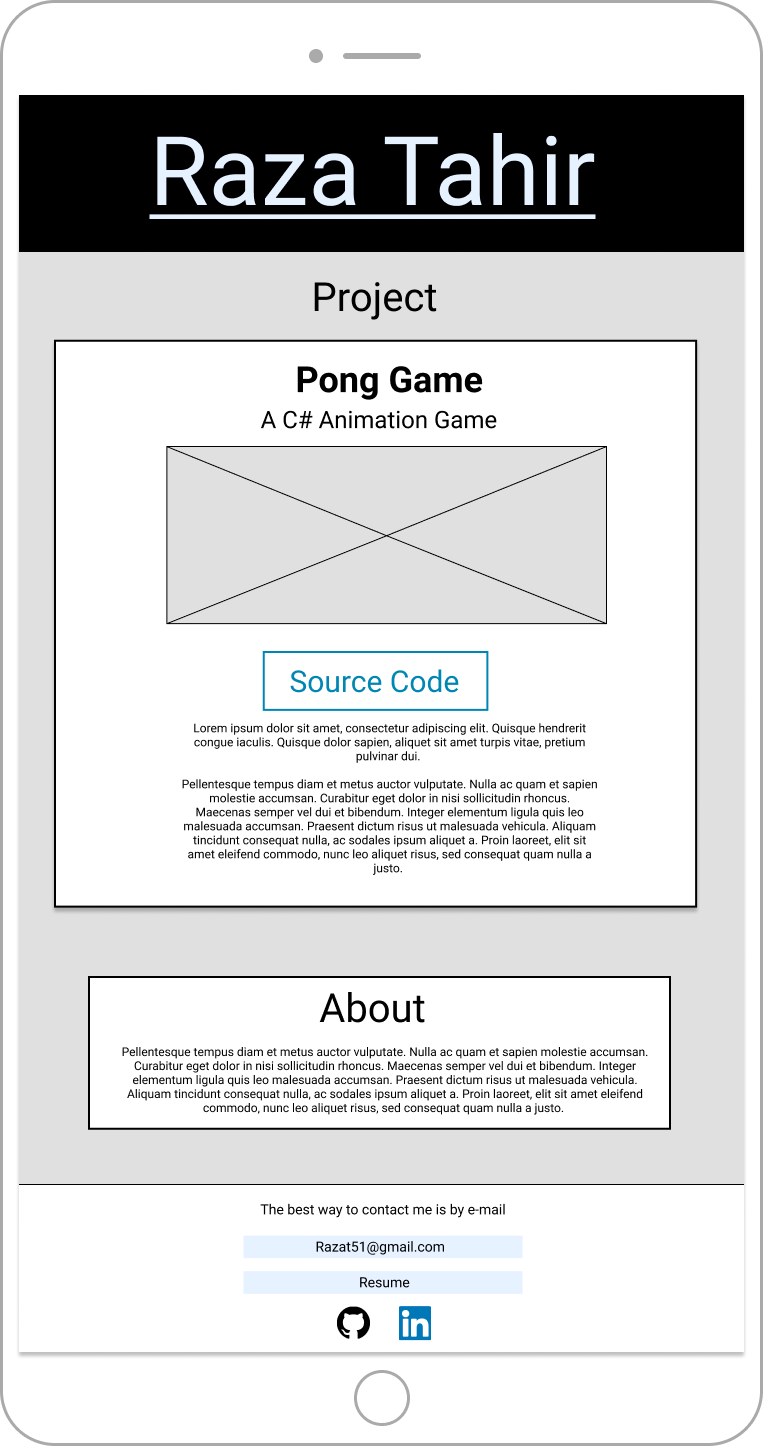 Raza Tahir
Project
Pong Game
A C# Animation Game
Source Code
Lorem ipsum dolor sit amet, consectetur adipiscing elit. Quisque hendrerit
congue iaculis. Quisque dolor sapien, aliquet sit amet turpis vitae, pretium
pulvinar dui.
Pellentesque tempus diam et metus auctor vulputate. Nulla ac quam et sapien
molestie accumsan. Curabitur eget dolor in nisi sollicitudin rhoncus.
Maecenas semper vel dui et bibendum. Integer elementum ligula quis leo
malesuada accumsan. Praesent dictum risus ut malesuada vehicula. Aliquam
tincidunt consequat nulla, ac sodales ipsum aliquet a. Proin laoreet, elit sit
amet eleifend commodo, nunc leo aliquet risus, sed consequat quam nulla a
justo.
About
Pellentesque tempus diam et metus auctor vulputate. Nulla ac quam et sapien molestie accumsan.
Curabitur eget dolor in nisi sollicitudin rhoncus. Maecenas semper vel dui et bibendum. Integer
elementum ligula quis leo malesuada accumsan. Praesent dictum risus ut malesuada vehicula.
Aliquam tincidunt consequat nulla, ac sodales ipsum aliquet a. Proin laoreet, elit sit amet eleifend
commodo, nunc leo aliquet risus, sed consequat quam nulla a justo.
The best way to contact me is by e-mail
Razat51@gmail.com
Resume
in